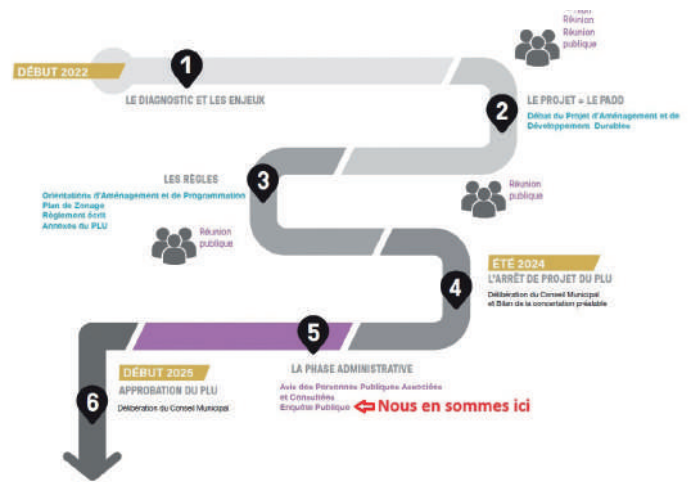 Réunion
Réunion
publique
DÉBUT 2022
1
LE DIAGNOSTIC ET LES ENJEUX
2
LE PROJET = LE PADD
Débat du Projet d'Aménagement et de
Développement Durables
LES RÈGLES
3
Orientations d'Aménagement et de Programmation
Plan de Zonage
Règlement écrit
Annexes du PLU
Réunion
publique
Réunion
publique
ÉTÉ 2024
4
L'ARRÊT DE PROJET DU PLU
Délibération du Conseil Municipal
et Bilan de la concertation préalable
5
LA PHASE ADMINISTRATIVE
Avis des Personnes Publiques Associées
et Consultées
Enquête Publique
Nous en sommes ici
DÉBUT 2025
APPROBATION DU PLU
6
Délibération du Conseil Municipal